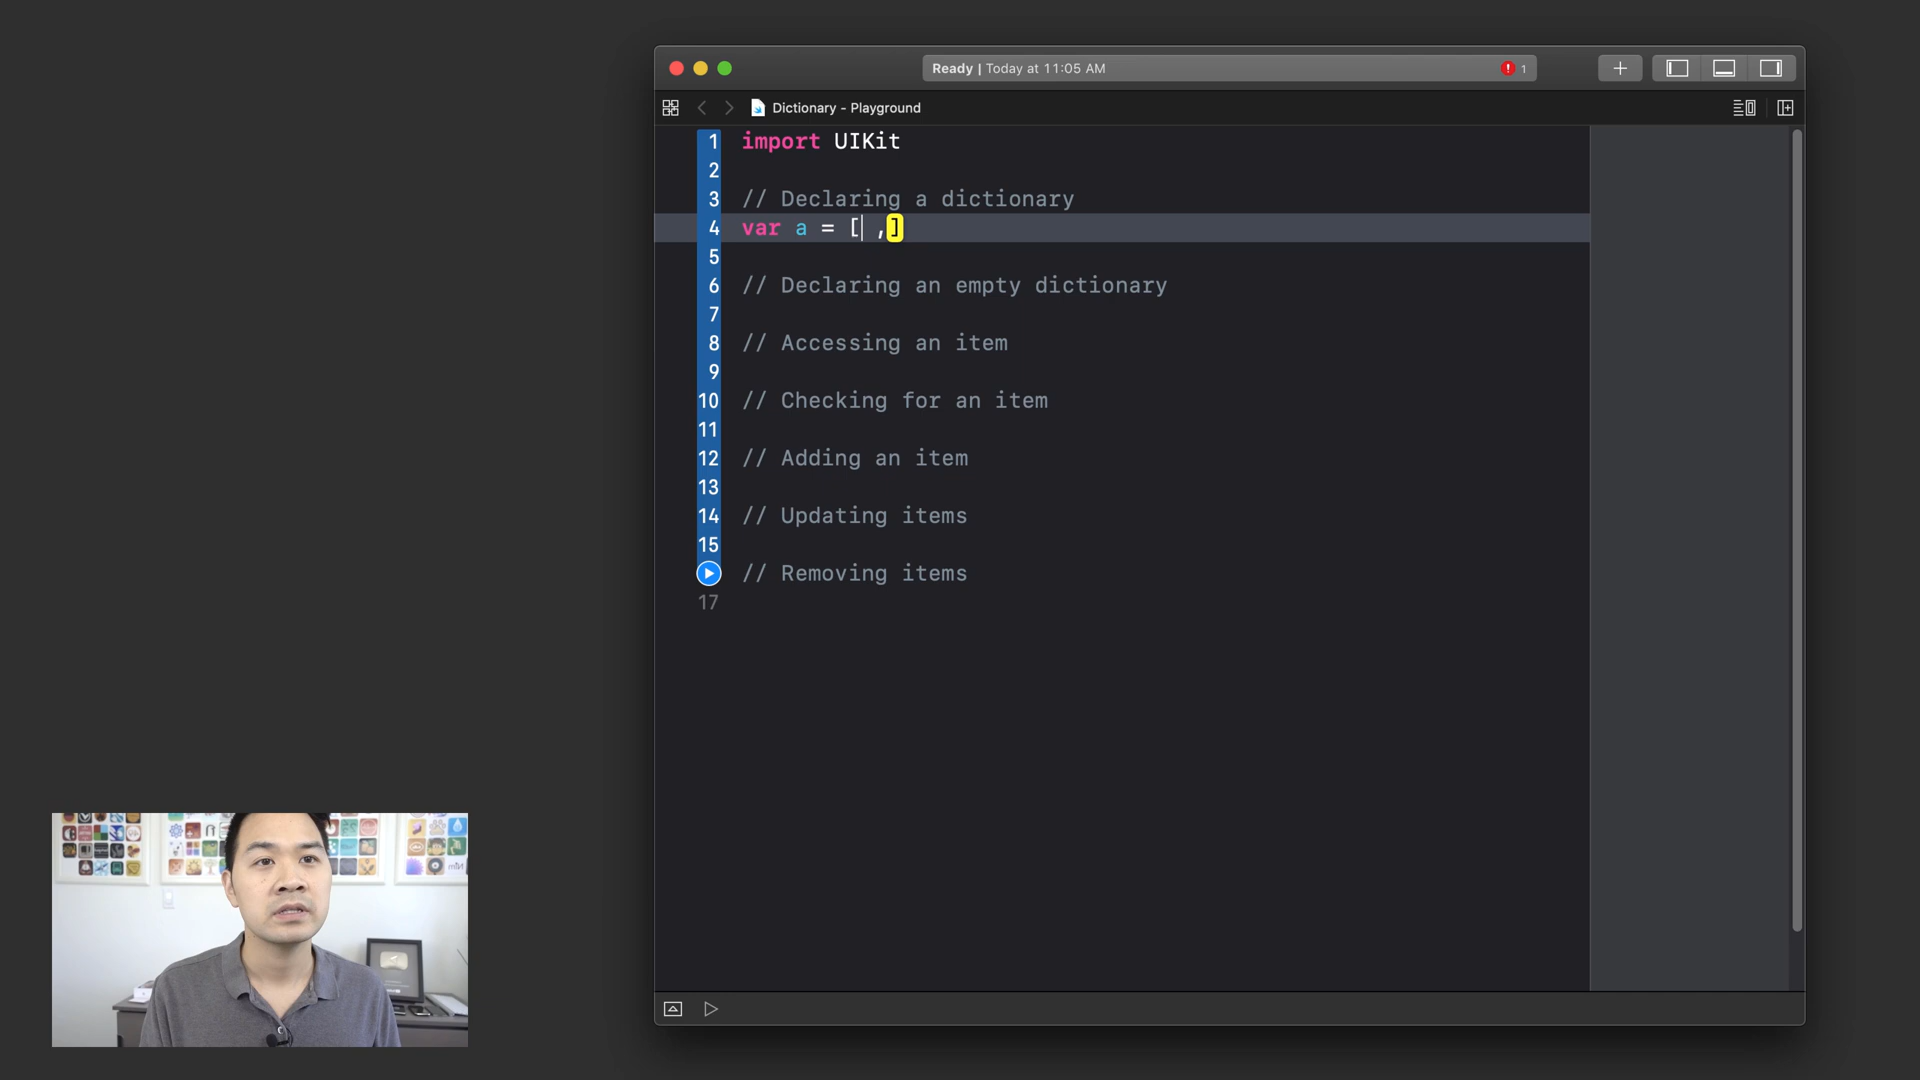 Ready | Today at 11:05 AM
1
Dictionary - Playground
1 import UIKit
2
3 // Declaring a dictionary
4 var a = [ ,]
5
6 // Declaring an empty dictionary
7
8 // Accessing an item
9
10 // Checking for an item
11
12 // Adding an item
13
14 // Updating items
15
// Removing items
17